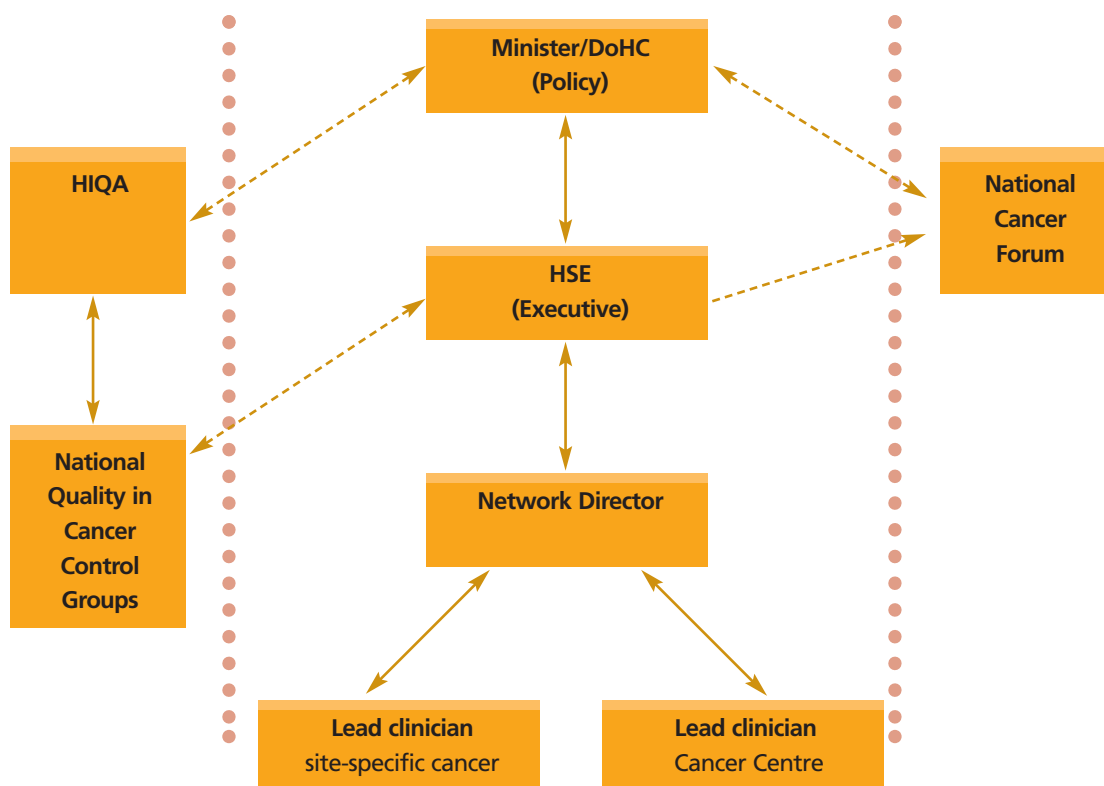 Minister/DoHC
(Policy)
HIQA
National
Cancer
Forum
HSE
(Executive)
National
Quality in
Cancer
Control
Groups
Network Director
Lead clinician
site-specific cancer
Lead clinician
Cancer Centre